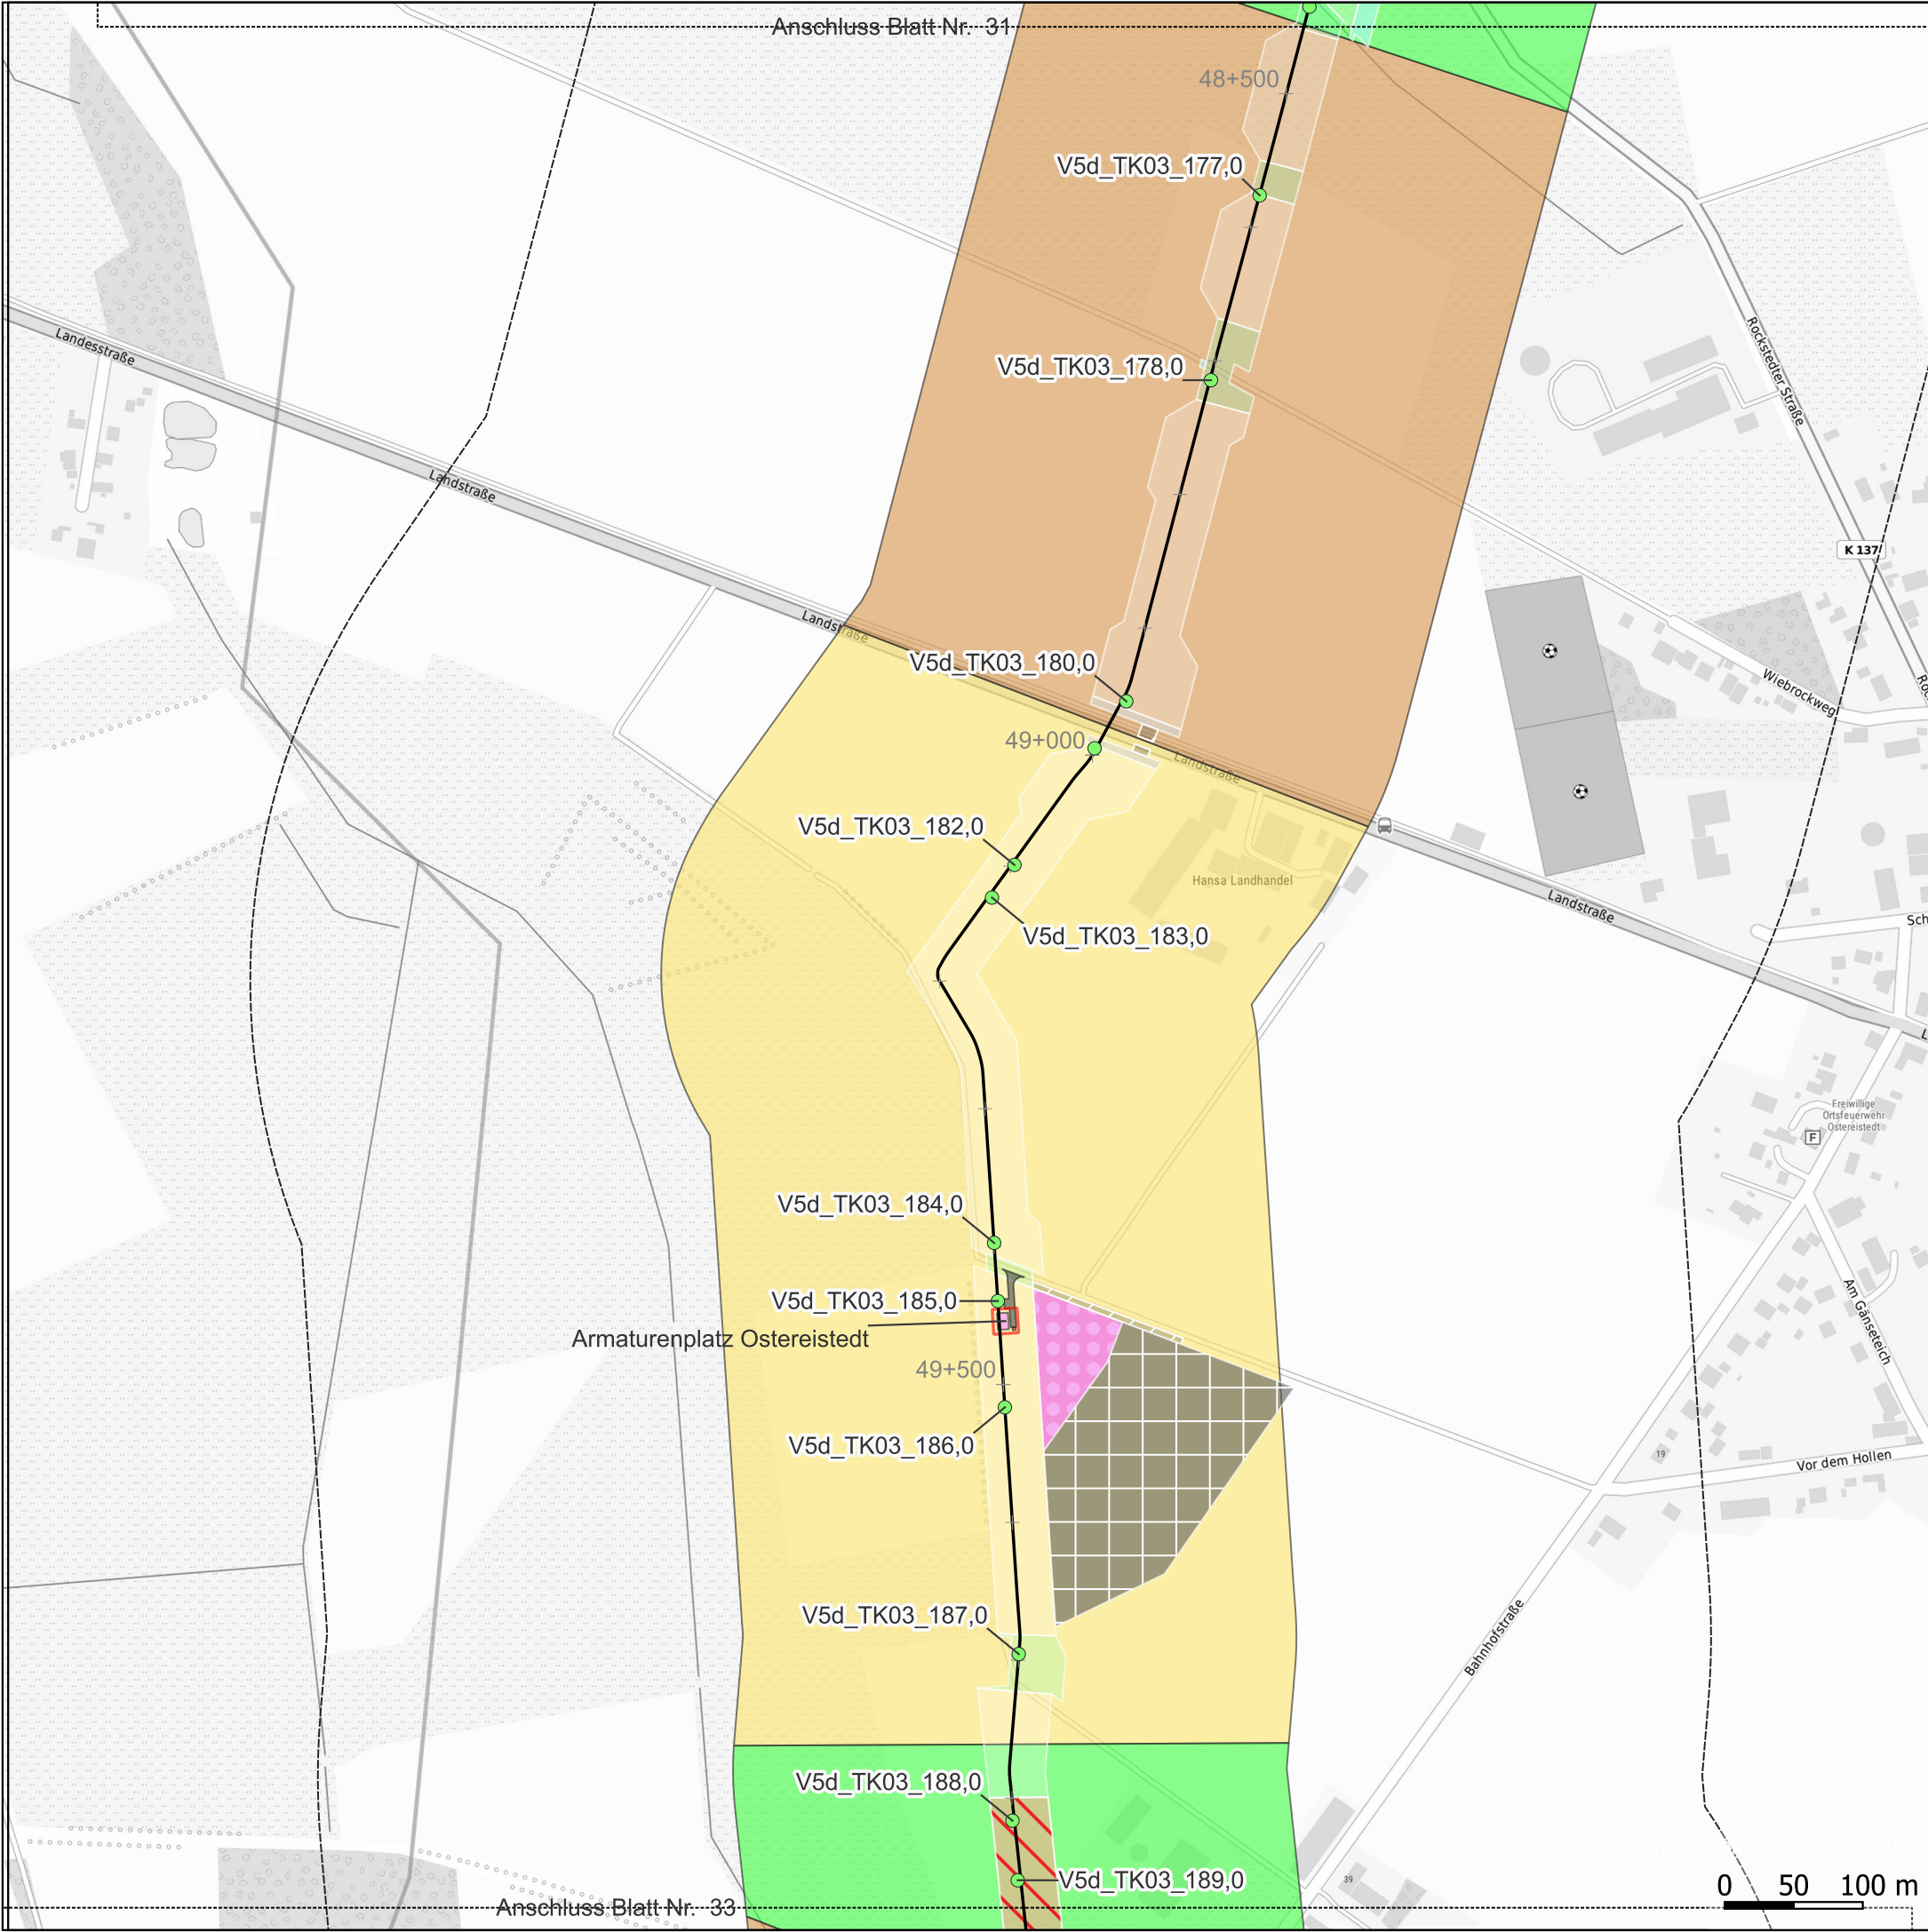 Anschluss Blatt Nr. 31
48+500
V5d_TK03_177,0
Landesstraße
Rockstedter Straße
V5d_TK03_178,0
Landstraße
K 137
Landstraße
V5d_TK03_180,0
Wiebrockweg
49+000
Landstraße
V5d_TK03_182,0
Hansa Landhandel
Landstraße
Sch
V5d_TK03_183,0
Freiwillige
Ortsfeuerwehr
Ostereistedt
F
V5d_TK03_184,0
V5d_TK03_185,0
Armaturenplatz Ostereistedt
Am Gänseteich
49+500
V5d_TK03_186,0
19
Vor dem Hollen
V5d_TK03_187,0
Bahnhofstraße
V5d_TK03_188,0
V5d_TK03_189,0
39
0 50 100 m
Anschluss Blatt Nr. 33